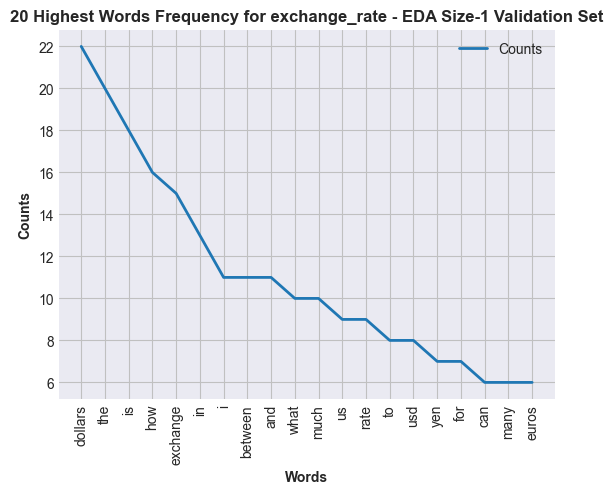 20 Highest Words Frequency for exchange_rate - EDA Size-1 Validation Set
Counts
22
20
18
16
14
12
10
8
6
Counts
dollars
the
is
how
exchange
in
i
between
and
what
much
us
rate
to
usd
yen
for
can
many
euros
Words